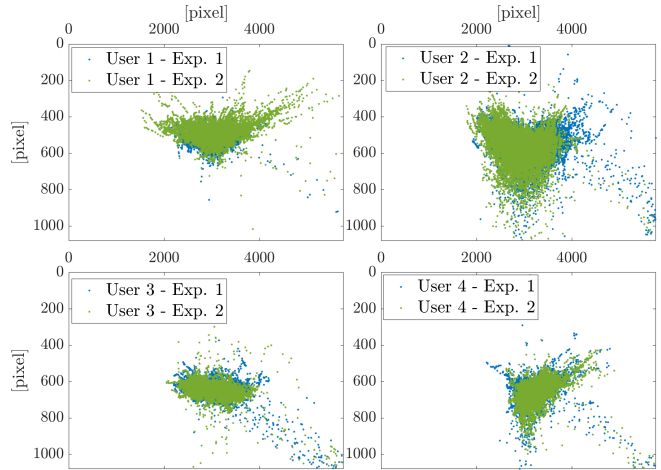 [pixel] [pixel]
0 2000 4000 0 2000 4000
0 0
User 1 - Exp. 1 User 2 - Exp. 1
User 1 - Exp. 2 User 2 - Exp. 2
200 200
400 400
[pixel]
600 600
800 800
1000 1000
0 2000 4000 0 2000 4000
0 0
User 3 - Exp. 1 User 4 - Exp. 1
User 3 - Exp. 2 User 4 - Exp. 2
200 200
400 400
[pixel]
600 600
800 800
1000 1000